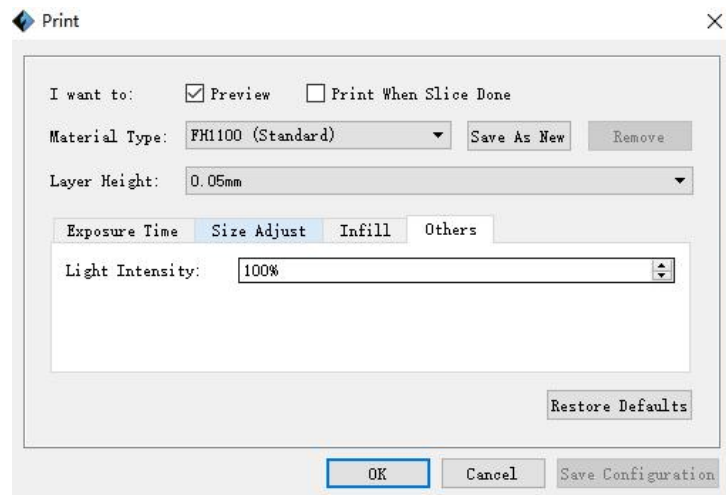 Print
I want to: Preview Print When Slice Done
Material Type: FH1100 (Standard) Save As New Remove
Layer Height: 0.05mm
Exposure Time Size Adjust Infill Others
Light Intensity: 100%
Restore Defaults
OK Cancel Save Configuration